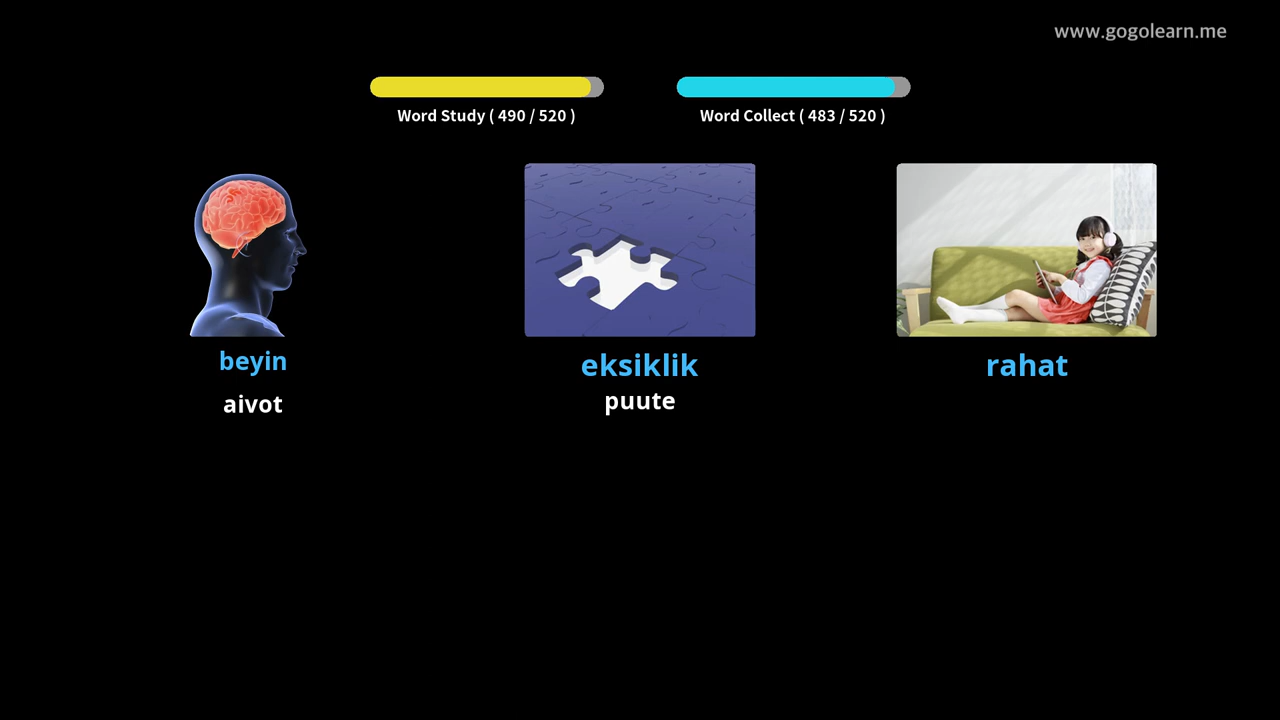 www.gogolearn.me
Word Study ( 490 / 520 )
Word Collect ( 483 / 520 )
beyin
aivot
eksiklik
puute
rahat